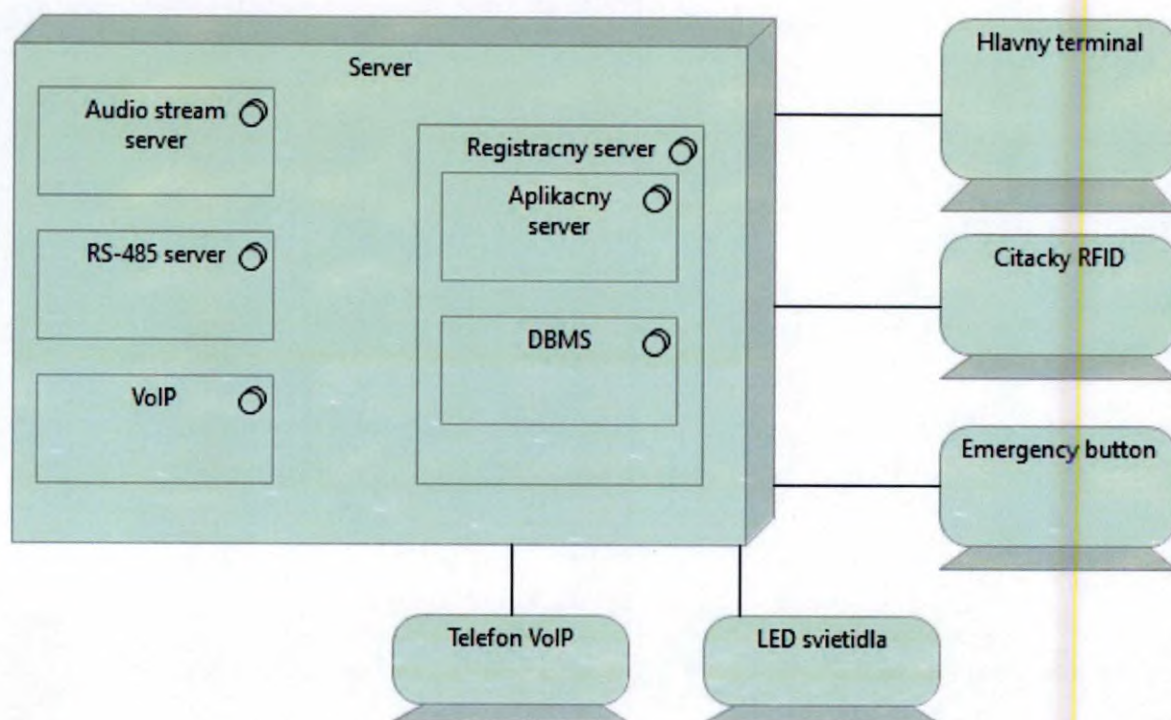 Server
Audio stream
server
RS-485 server
VoIP
Registracny server
Aplikacny
server
DBMS
Hlavny terminal
Citacky RFID
Emergency button
Telefon VoIP
LED svietidla